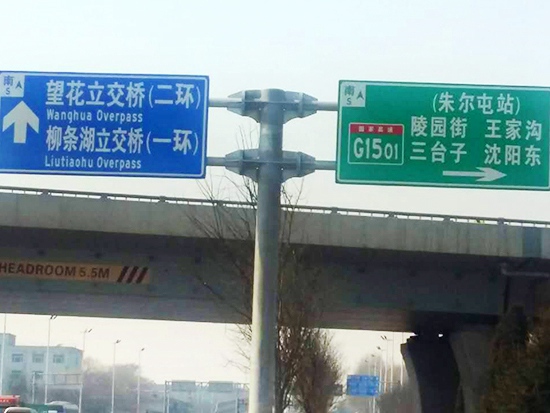 南
S
望花立交桥(二环)
Wanghua Overpass
柳条湖立交桥(一环)
Liutiaohu Overpass
南
S
(朱尔屯站)
国家高速
G1501
陵园街 王家沟
三台子 沈阳东
HEADROOM 5.5M